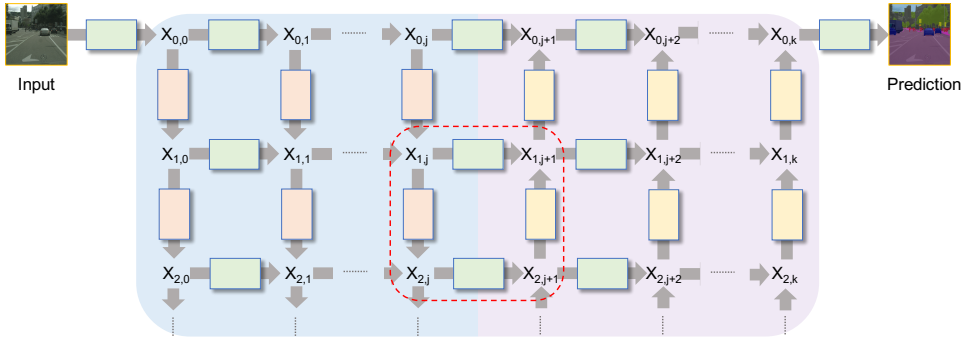 X0,0 X0,1 ........ X0,j X0,j+1 X0,j+2 ........ X0,k
Input Prediction
X1,0 X1,1 ........ X1,j X1,j+1 X1,j+2 ........ X1,k
X2,0 X2,1 ........ X2,j X2,j+1 X2,j+2 ........ X2,k